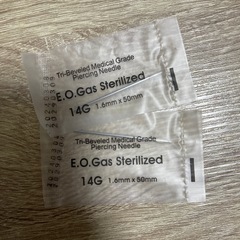 Tri-Beveled Medical Grade
Piercing Needle
E.O.Gas Sterilized
14G 1.6mm x 50mm
Tri-Beveled Medical Grade
Piercing Needle
E.O.Gas Sterilized
14G 1.6mm x 50mm